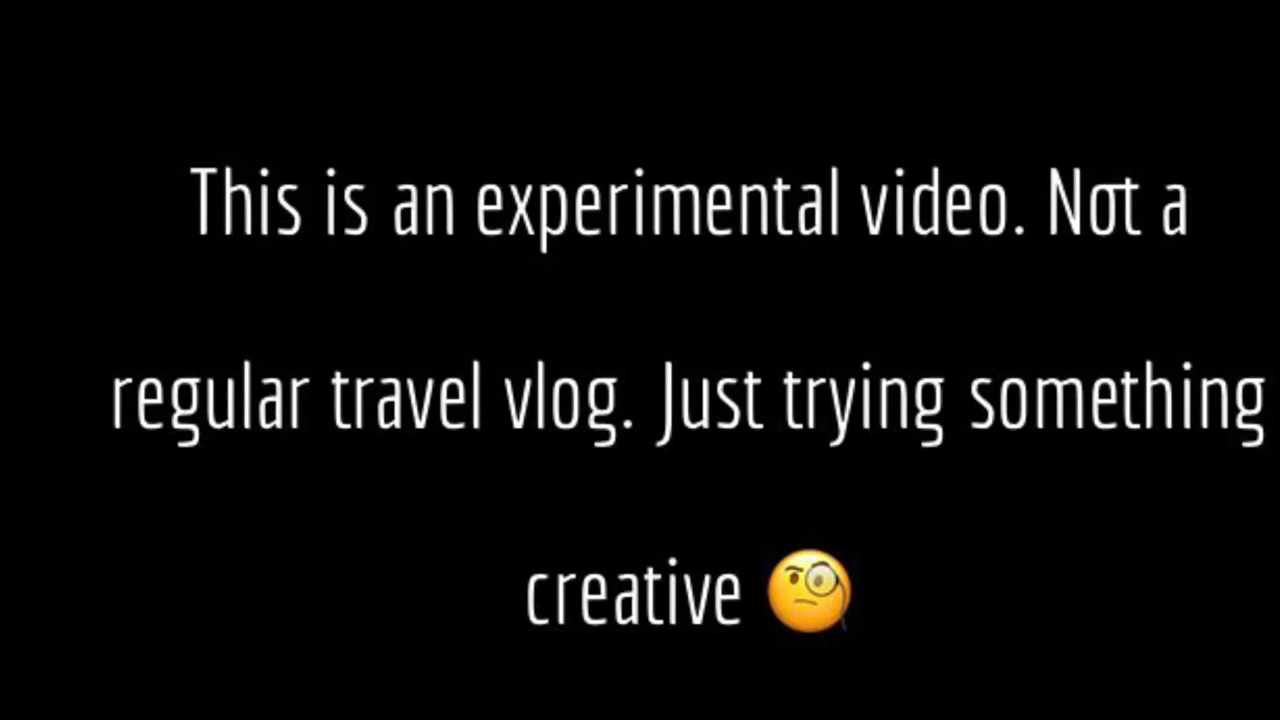 This is an experimental video. Not a
regular travel vlog. Just trying something
creative 🧐